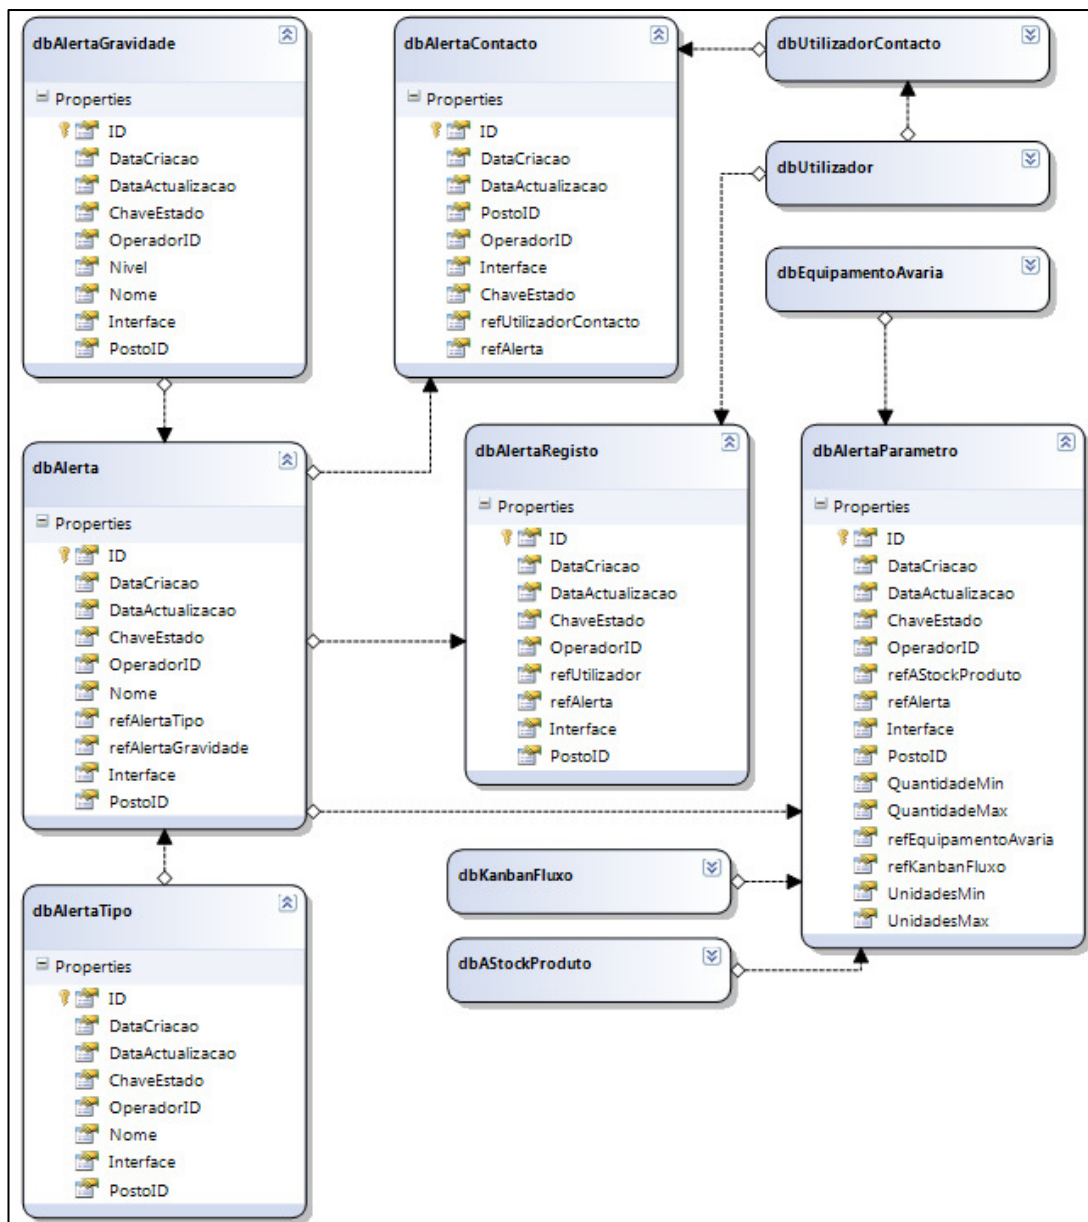 dbAlertaGravidade
Properties
ID
DataCriacao
DataActualizacao
ChaveEstado
OperadorID
Nivel
Nome
Interface
PostoID
dbAlertaContacto
Properties
ID
DataCriacao
DataActualizacao
PostoID
OperadorID
Interface
ChaveEstado
refUtilizadorContacto
refAlerta
dbUtilizadorContacto
dbUtilizador
dbEquipamentoAvaria
dbAlerta
Properties
ID
DataCriacao
DataActualizacao
ChaveEstado
OperadorID
Nome
refAlertaTipo
refAlertaGravidade
Interface
PostoID
dbAlertaRegisto
Properties
ID
DataCriacao
DataActualizacao
ChaveEstado
OperadorID
refUtilizador
refAlerta
Interface
PostoID
dbAlertaParametro
Properties
ID
DataCriacao
DataActualizacao
ChaveEstado
OperadorID
refAStockProduto
refAlerta
Interface
PostoID
QuantidadeMin
QuantidadeMax
refEquipamentoAvaria
refKanbanFluxo
UnidadesMin
UnidadesMax
dbKanbanFluxo
dbAStockProduto
dbAlertaTipo
Properties
ID
DataCriacao
DataActualizacao
ChaveEstado
OperadorID
Nome
Interface
PostoID